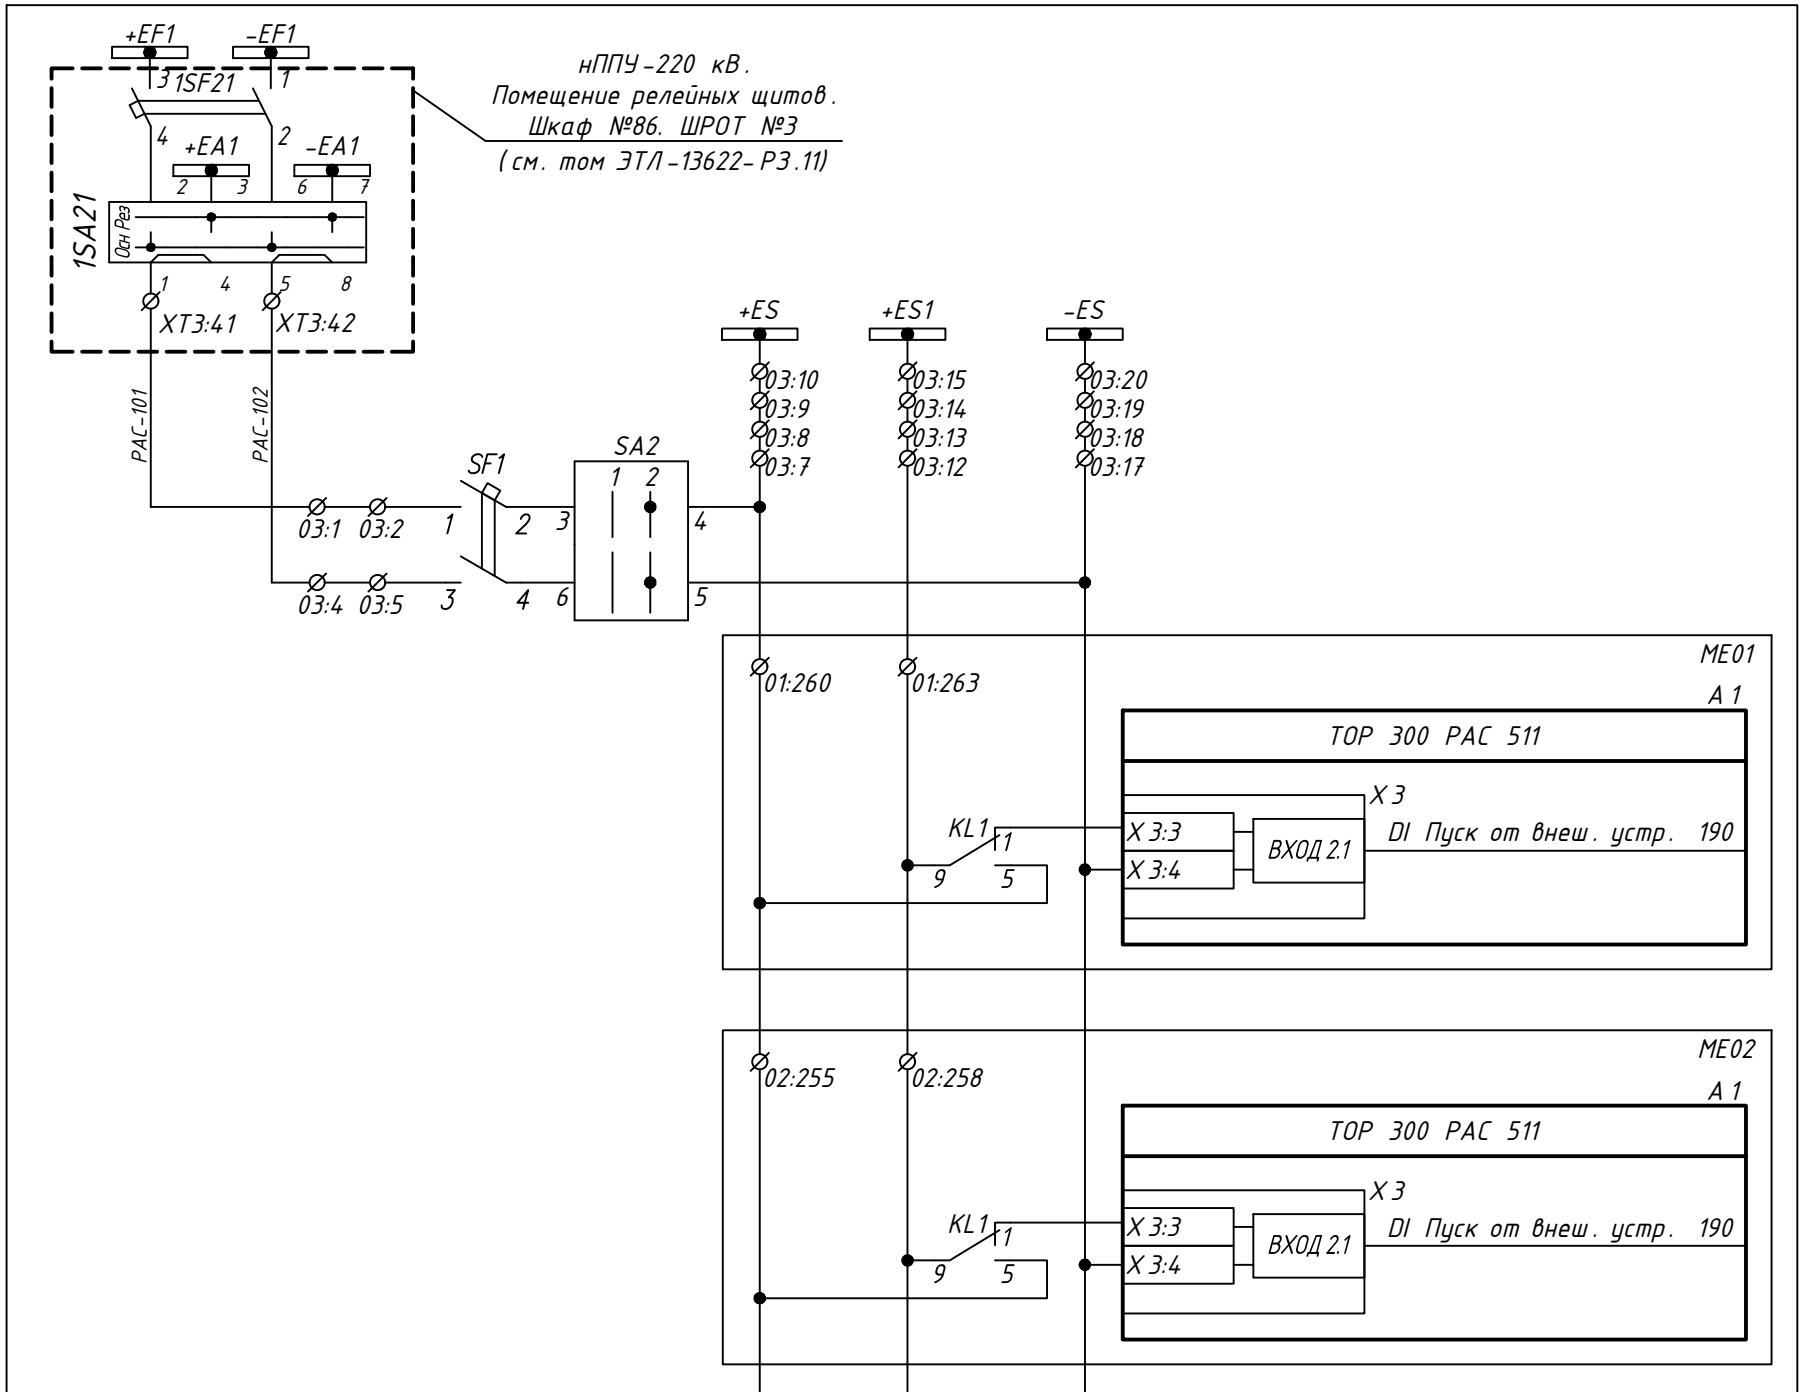 +EF1
-EF1
нППУ-220 кВ.
Помещение релейных щитов.
Шкаф №86. ШРОТ №3
(см. том ЭТЛ-13622-РЗ.11)
3
1SF21
1
4
2
+EA1
-EA1
2
3
6
7
1SA21
Осн
Рез
1
4
5
8
XT3:41
XT3:42
PAC-101
PAC-102
+ES
+ES1
-ES
03:10
03:15
03:20
03:9
03:14
03:19
03:8
03:13
03:18
03:7
03:12
03:17
SF1
SA2
1
2
03:1
03:2
1
2
3
4
03:4
03:5
3
4
6
5
ME01
01:260
01:263
A1
ТОР 300 РАС 511
X3
KL1
1
X3:3
ВХОД 2.1
DI Пуск от внеш. устр. 190
X3:4
9
5
ME02
02:255
02:258
A1
ТОР 300 РАС 511
X3
KL1
1
X3:3
ВХОД 2.1
DI Пуск от внеш. устр. 190
X3:4
9
5